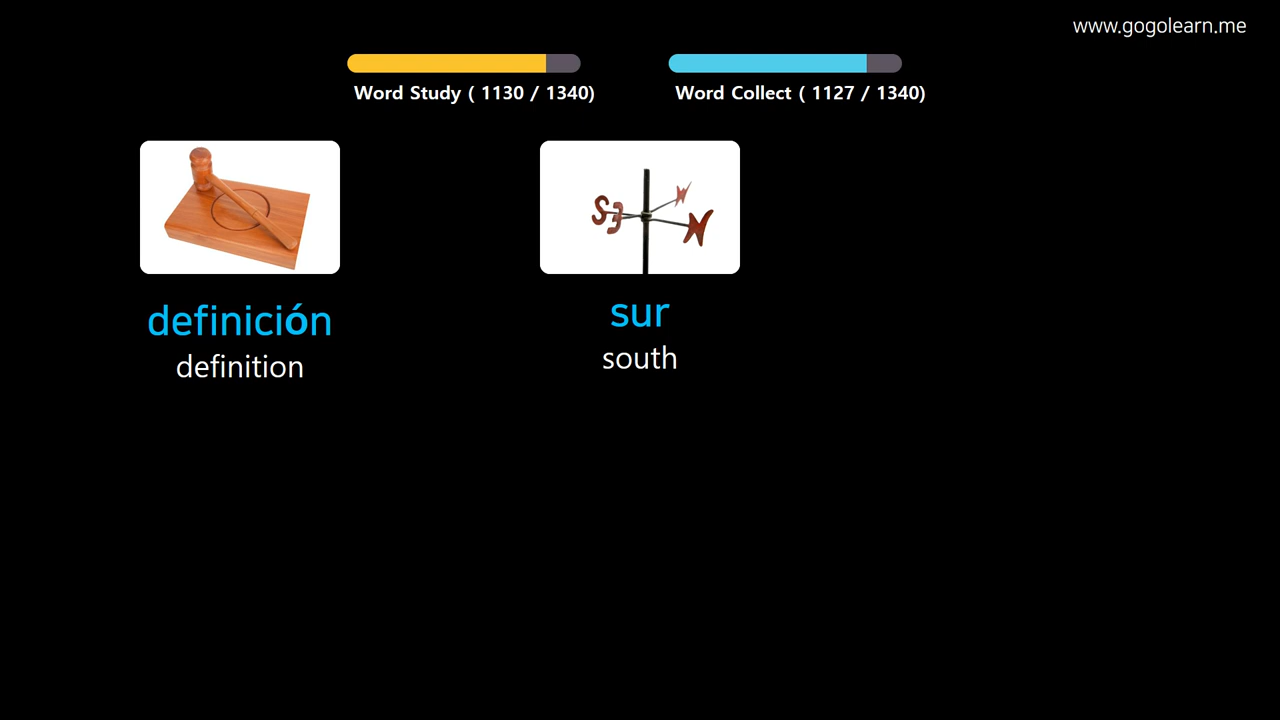 www.gogolearn.me
Word Study ( 1130 / 1340)
Word Collect ( 1127 / 1340)
definición
definition
sur
south